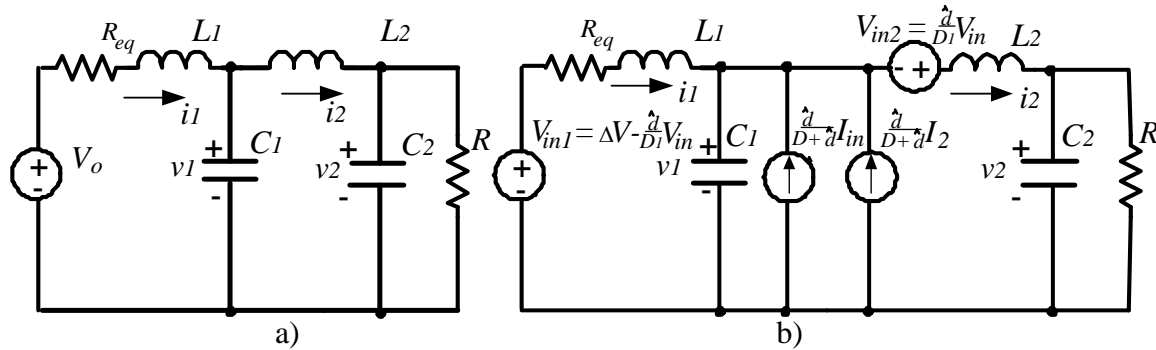 R_eq L1 L2
i1 i2
V_o + - v1 + - C1 v2 + - C2 R
a)
R_eq L1 V_in2 = d̂/D1 V_in L2
i1 - + i2
V_in1 = ΔV - d̂/D1 V_in + - v1 + - C1 d̂/D+d̂ I_in d̂/D+d̂ I_2 v2 + - C2 R
b)